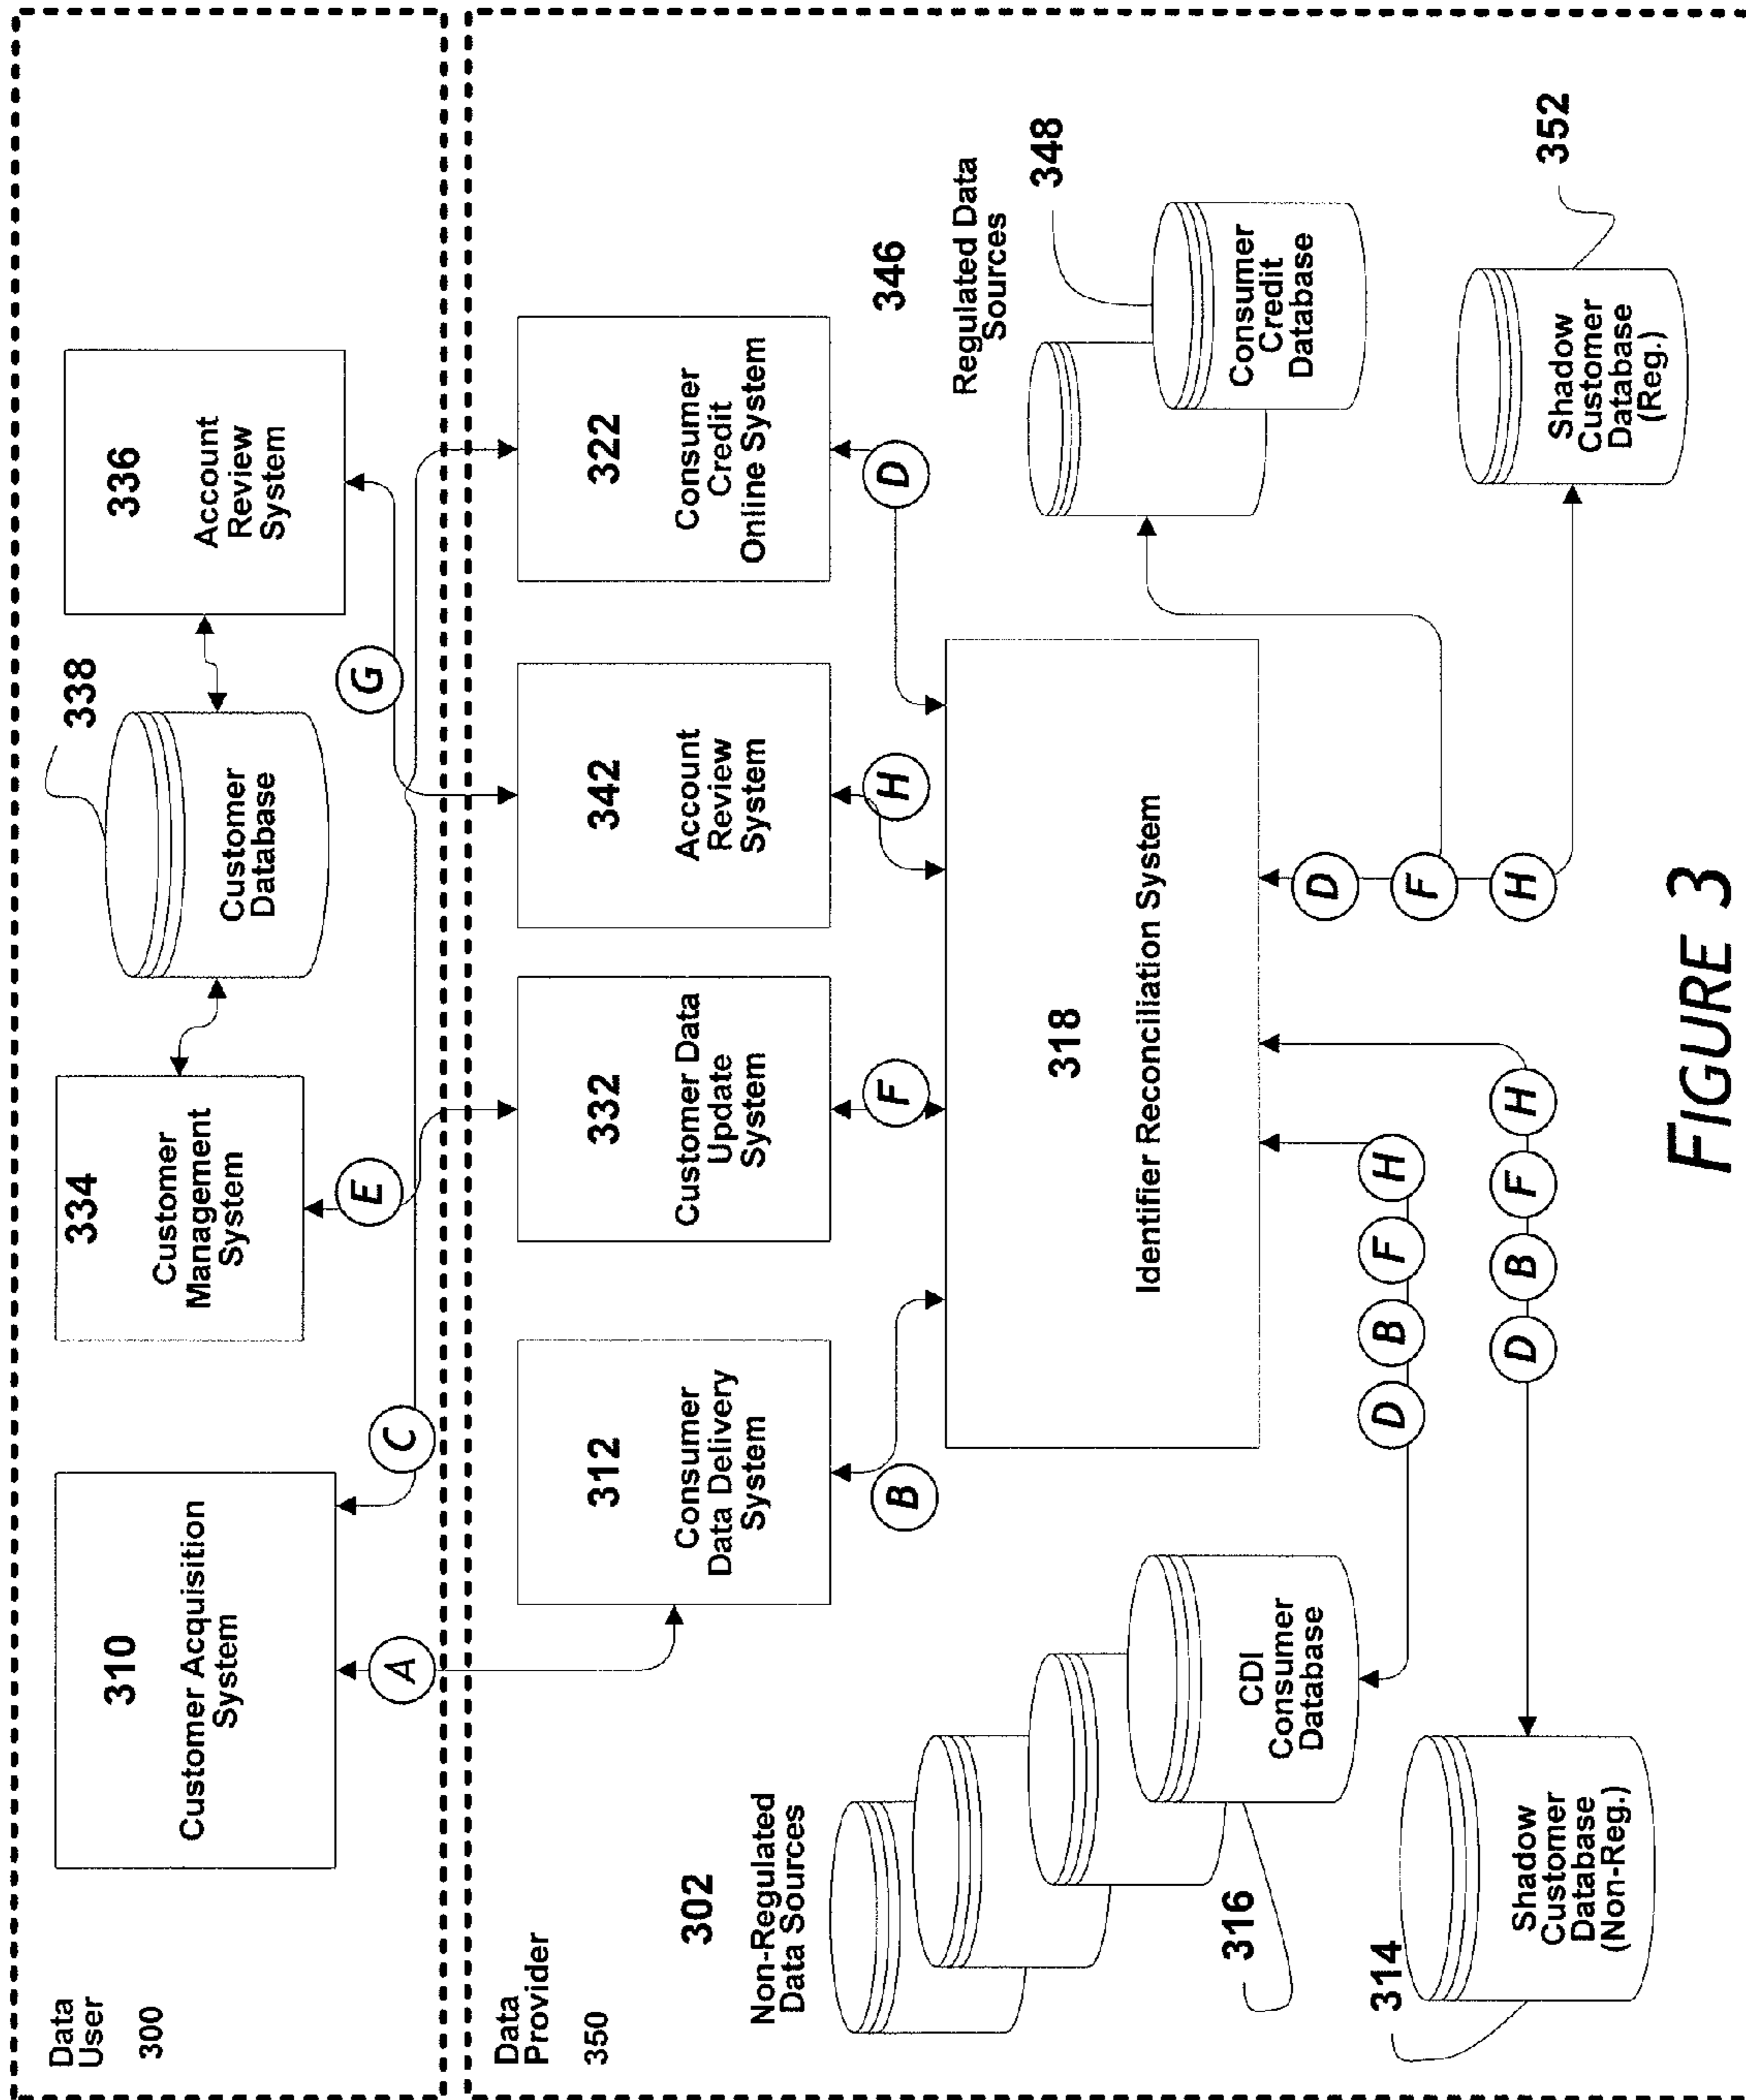 Data
User
300
310
Customer Acquisition
System
334
Customer
Management
System
338
Customer
Database
336
Account
Review
System
A
C
E
G
Data
Provider
350
312
Consumer
Data Delivery
System
332
Customer Data
Update
System
342
Account
Review
System
322
Consumer
Credit
Online System
B
F
H
D
302
Non-Regulated
Data Sources
318
Identifier Reconciliation System
346
Regulated Data
Sources
348
Consumer
Credit
Database
316
CDI
Consumer
Database
D B F H
D
F
H
314
Shadow
Customer
Database
(Non-Reg.)
D B F H
Shadow
Customer
Database
(Reg.)
352
FIGURE 3